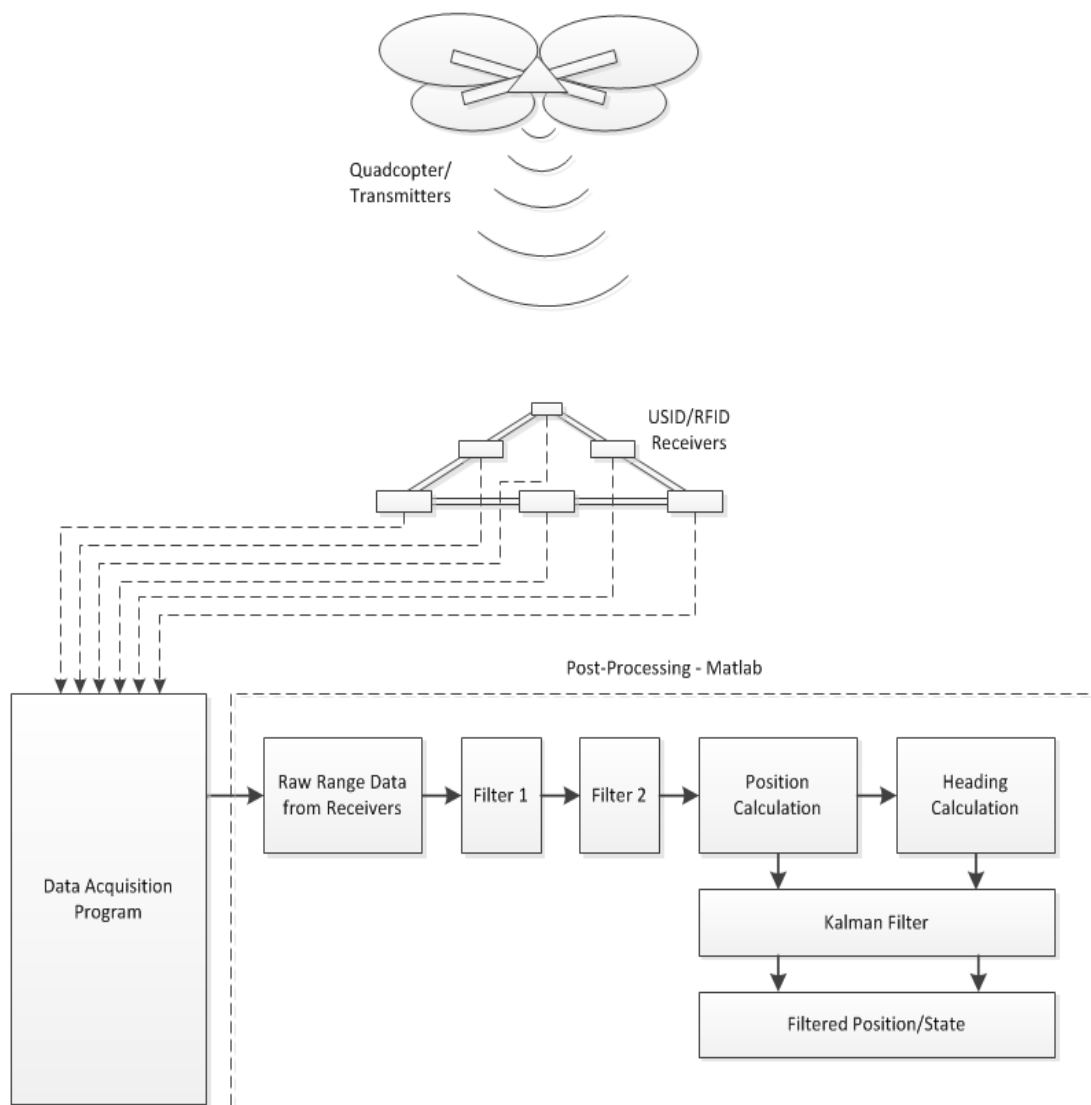 Quadcopter/
Transmitters
USID/RFID
Receivers
Post-Processing - Matlab
Data Acquisition
Program
Raw Range Data
from Receivers
Filter 1
Filter 2
Position
Calculation
Heading
Calculation
Kalman Filter
Filtered Position/State